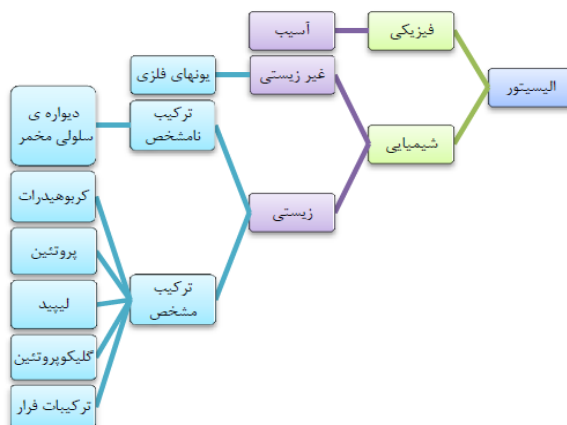 الیسیتور
فیزیکی
آسیب
شیمیایی
غیر زیستی
یونهای فلزی
زیستی
ترکیب
نامشخص
دیواره ی
سلولی مخمر
ترکیب
مشخص
کربوهیدرات
پروتئین
لیپید
گلیکوپروتئین
ترکیبات فرار